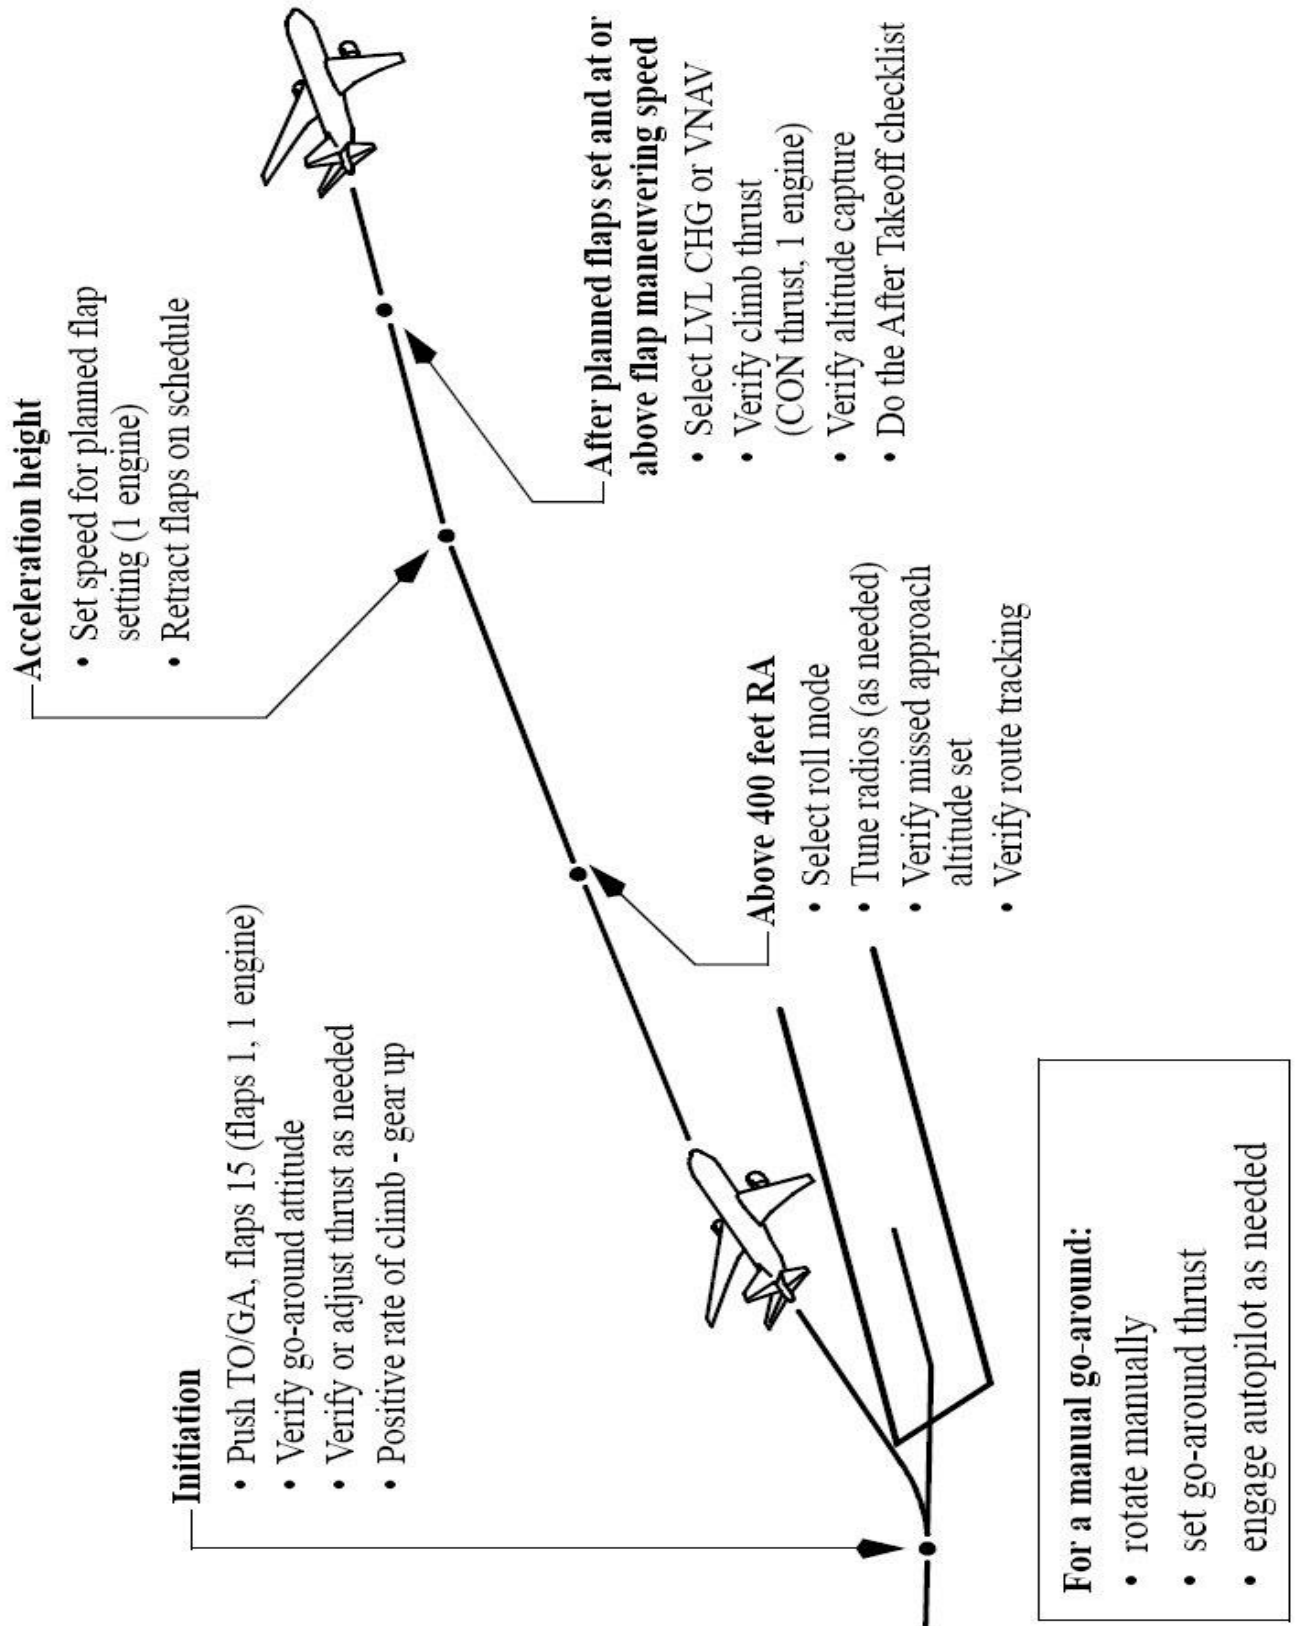 Initiation
• Push TO/GA, flaps 15 (flaps 1, 1 engine)
• Verify go-around attitude
• Verify or adjust thrust as needed
• Positive rate of climb - gear up
Above 400 feet RA
• Select roll mode
• Tune radios (as needed)
• Verify missed approach
altitude set
• Verify route tracking
Acceleration height
• Set speed for planned flap
setting (1 engine)
• Retract flaps on schedule
After planned flaps set and at or
above flap maneuvering speed
• Select LVL CHG or VNAV
• Verify climb thrust
(CON thrust, 1 engine)
• Verify altitude capture
• Do the After Takeoff checklist
For a manual go-around:
• rotate manually
• set go-around thrust
• engage autopilot as needed